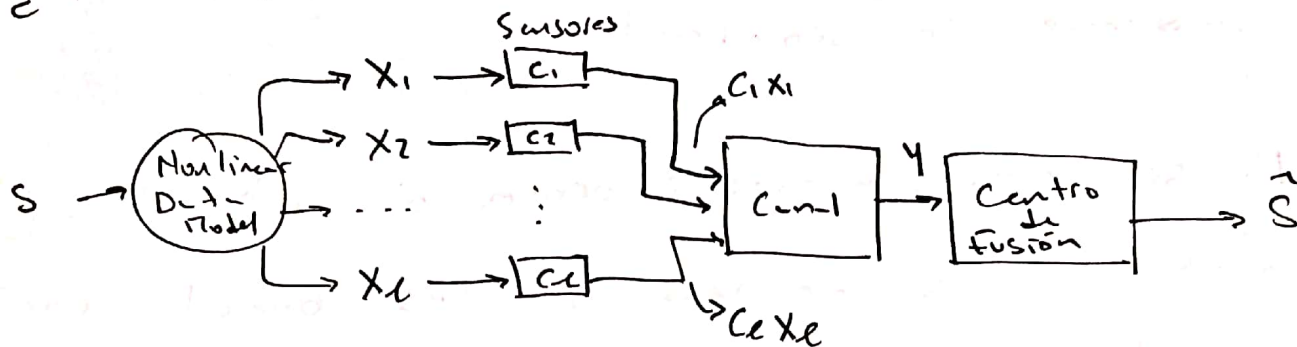 c
Sensores
X1 C1 C1X1
X2 C2
S Nonlinear Data Model ... ⋮ Canal Y Centro de Fusión Ŝ
Xl Cl
ClXl